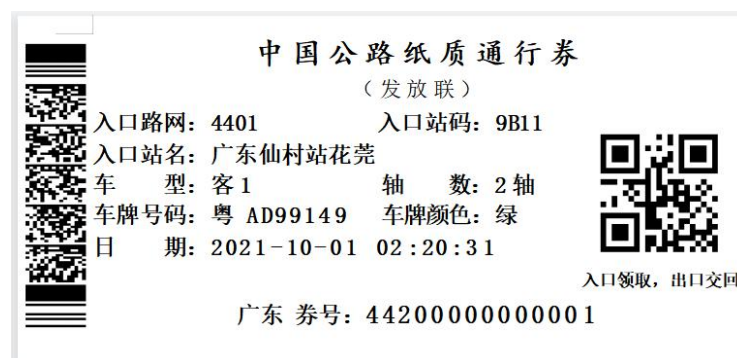 中国公路纸质通行券
（发放联）
入口路网：4401 入口站码：9B11
入口站名：广东仙村站花莞
车 型：客1 轴 数：2轴
车牌号码：粤 AD99149 车牌颜色：绿
日 期：2021-10-01 02:20:31
入口领取，出口交回
广东 券号：44200000000001